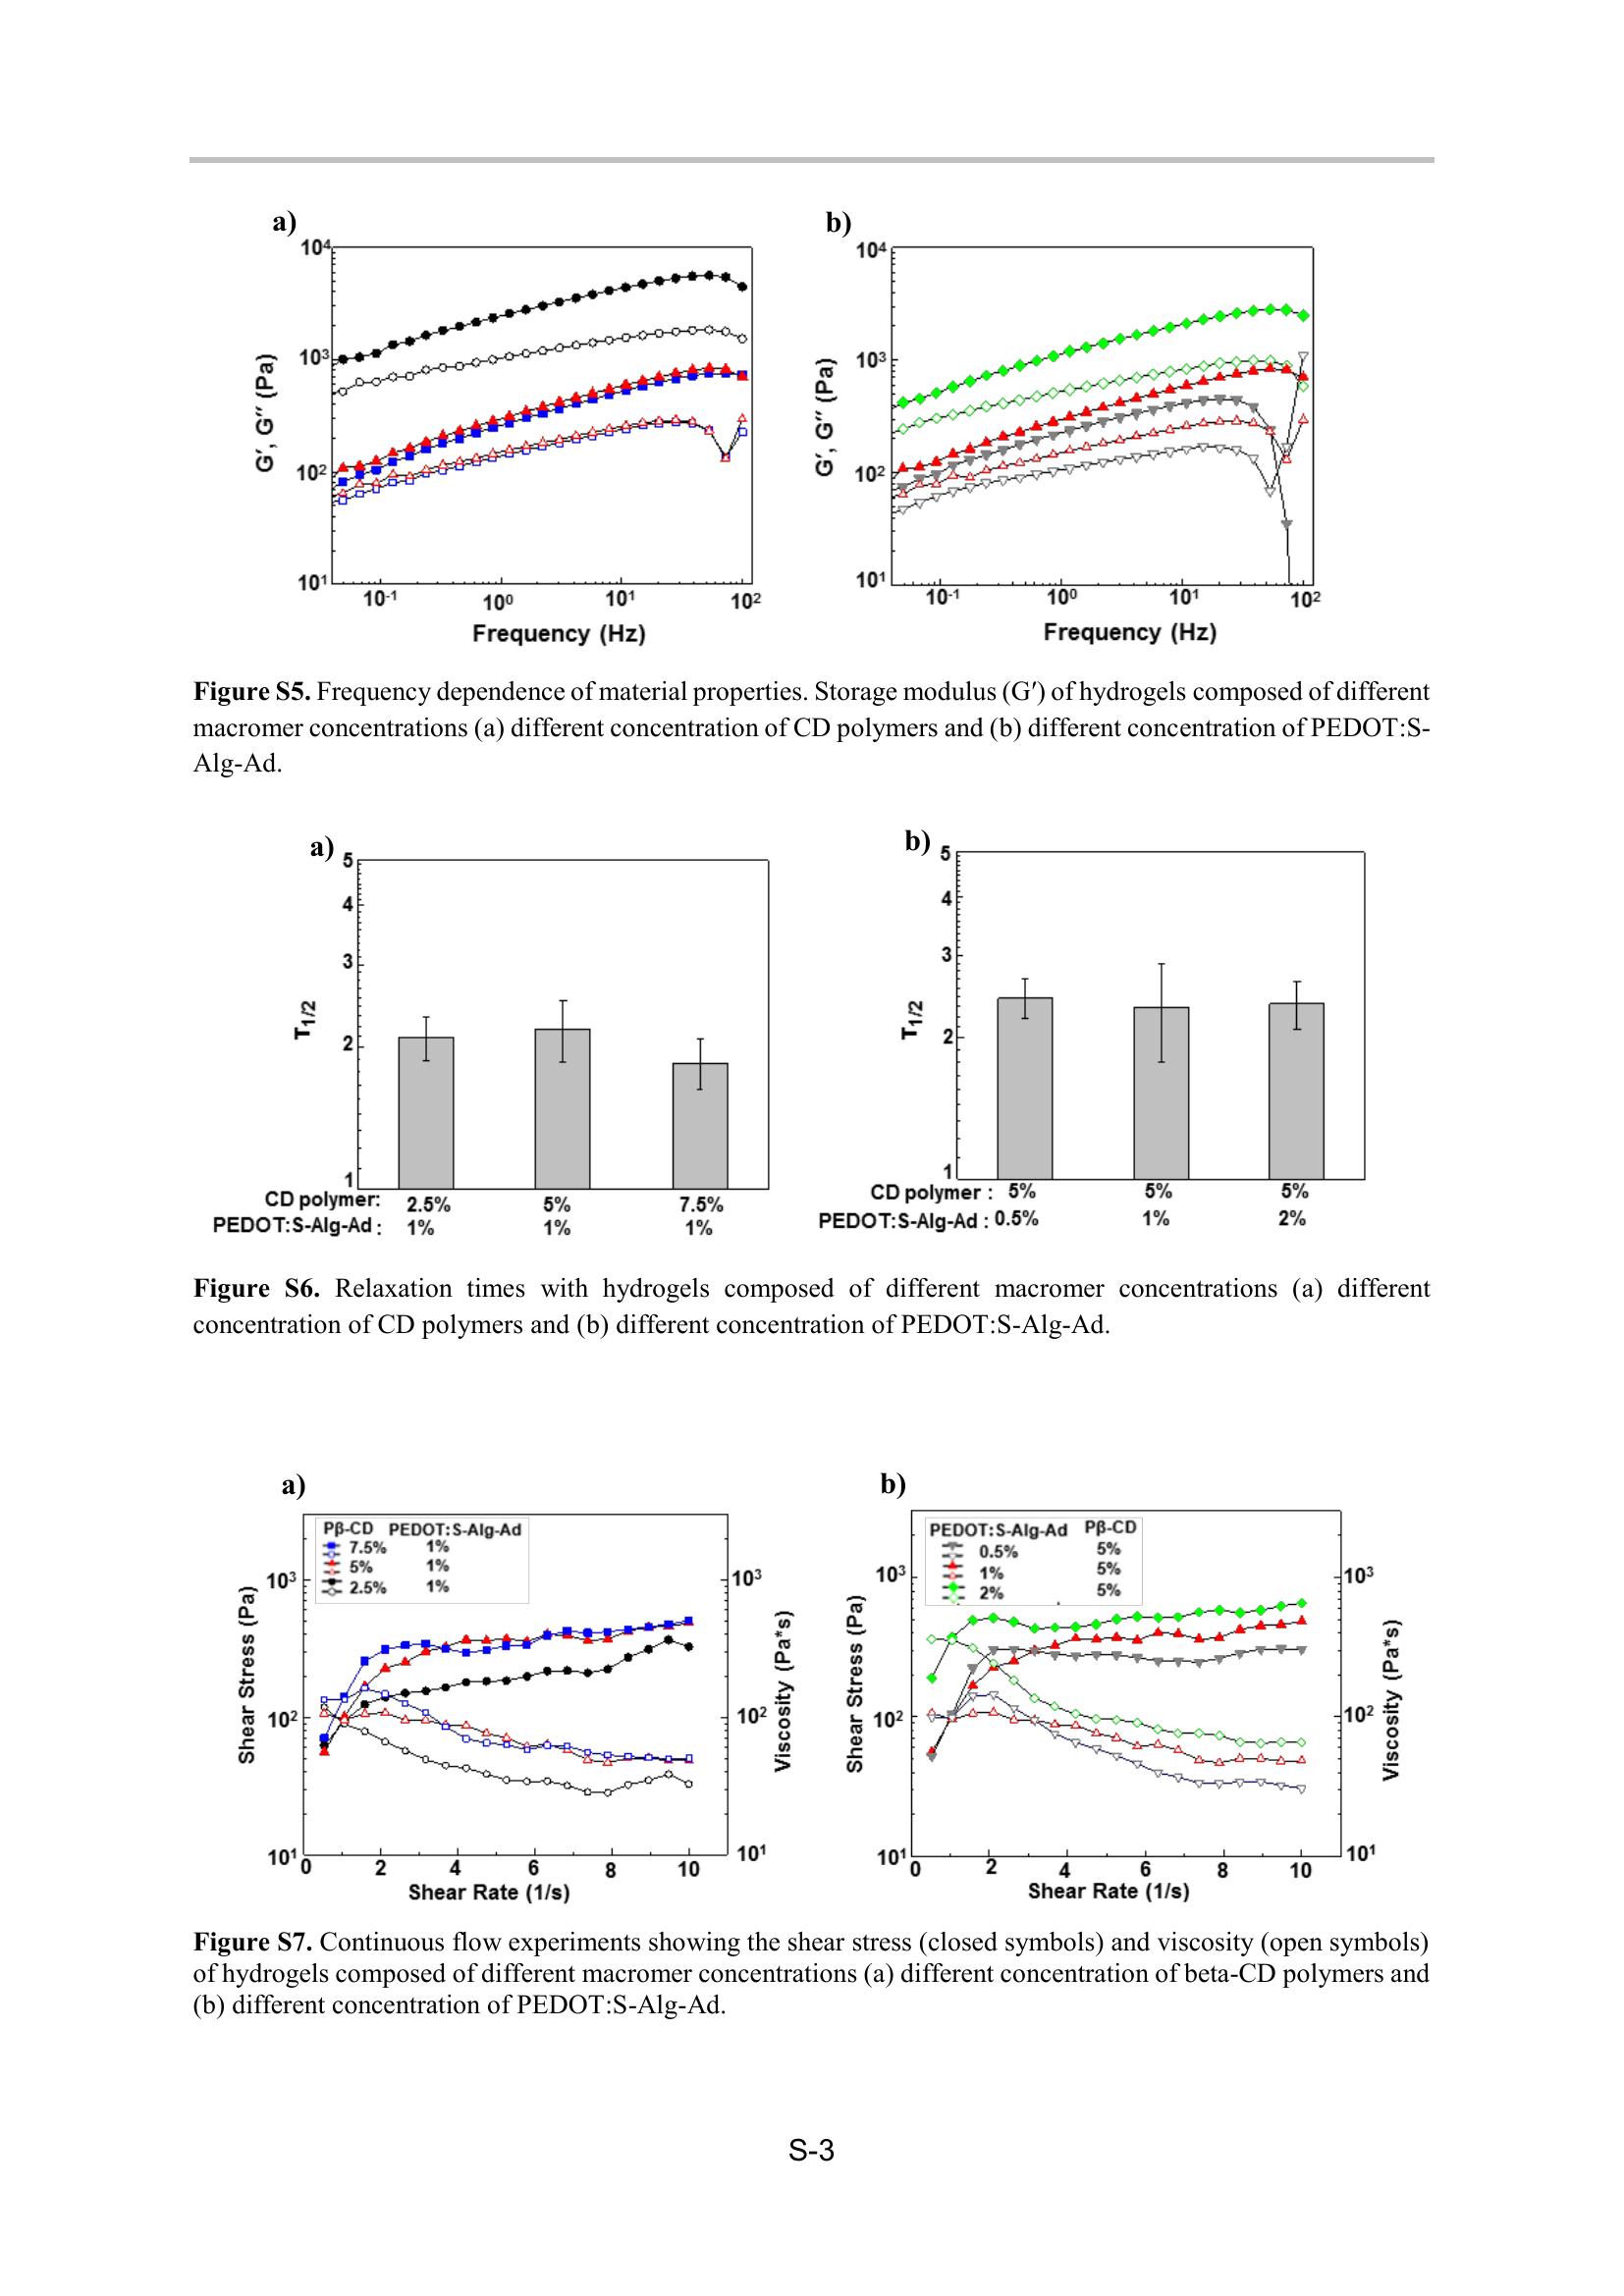 a)
10⁴
10³
10²
10¹
G′, G″ (Pa)
10⁻¹ 10⁰ 10¹ 10²
Frequency (Hz)
b)
10⁴
10³
10²
10¹
G′, G″ (Pa)
10⁻¹ 10⁰ 10¹ 10²
Frequency (Hz)
Figure S5. Frequency dependence of material properties. Storage modulus (G′) of hydrogels composed of different
macromer concentrations (a) different concentration of CD polymers and (b) different concentration of PEDOT:S-
Alg-Ad.
a)
5
4
3
2
1
T1/2
CD polymer: 2.5% 5% 7.5%
PEDOT:S-Alg-Ad : 1% 1% 1%
b)
5
4
3
2
1
T1/2
CD polymer : 5% 5% 5%
PEDOT:S-Alg-Ad : 0.5% 1% 2%
Figure S6. Relaxation times with hydrogels composed of different macromer concentrations (a) different
concentration of CD polymers and (b) different concentration of PEDOT:S-Alg-Ad.
a)
Pβ-CD PEDOT:S-Alg-Ad
7.5% 1%
5% 1%
2.5% 1%
10³
10²
10¹
Shear Stress (Pa)
10³
10²
10¹
Viscosity (Pa*s)
0 2 4 6 8 10
Shear Rate (1/s)
b)
PEDOT:S-Alg-Ad Pβ-CD
0.5% 5%
1% 5%
2% 5%
10³
10²
10¹
Shear Stress (Pa)
10³
10²
10¹
Viscosity (Pa*s)
0 2 4 6 8 10
Shear Rate (1/s)
Figure S7. Continuous flow experiments showing the shear stress (closed symbols) and viscosity (open symbols)
of hydrogels composed of different macromer concentrations (a) different concentration of beta-CD polymers and
(b) different concentration of PEDOT:S-Alg-Ad.
S-3